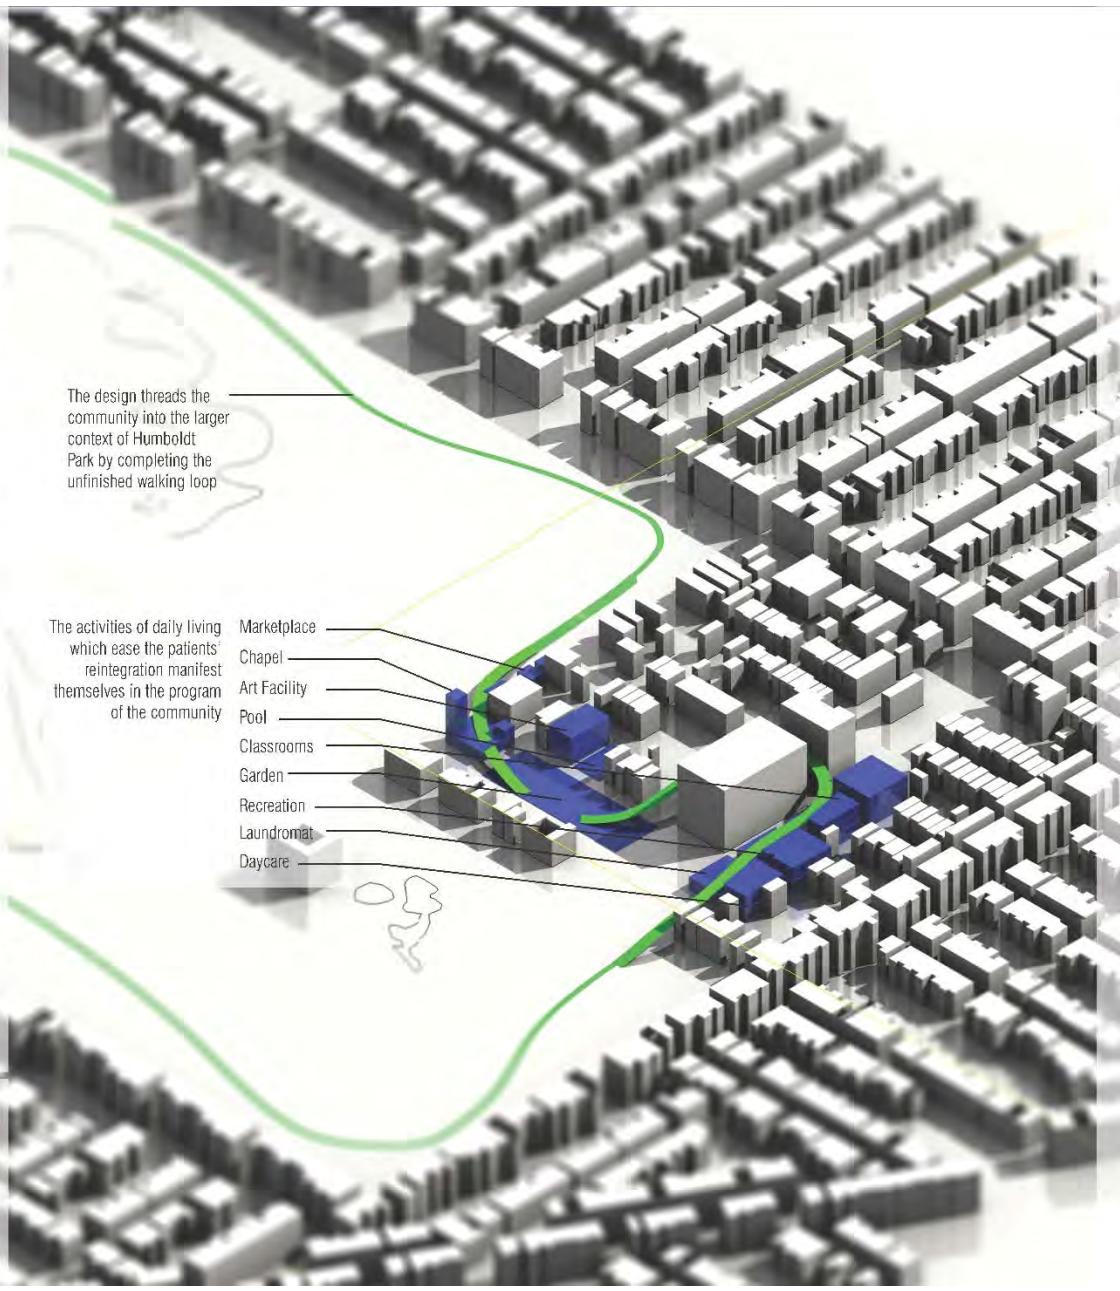 The design threads the
community into the larger
context of Humboldt
Park by completing the
unfinished walking loop
The activities of daily living
which ease the patients'
reintegration manifest
themselves in the program
of the community
Marketplace
Chapel
Art Facility
Pool
Classrooms
Garden
Recreation
Laundromat
Daycare